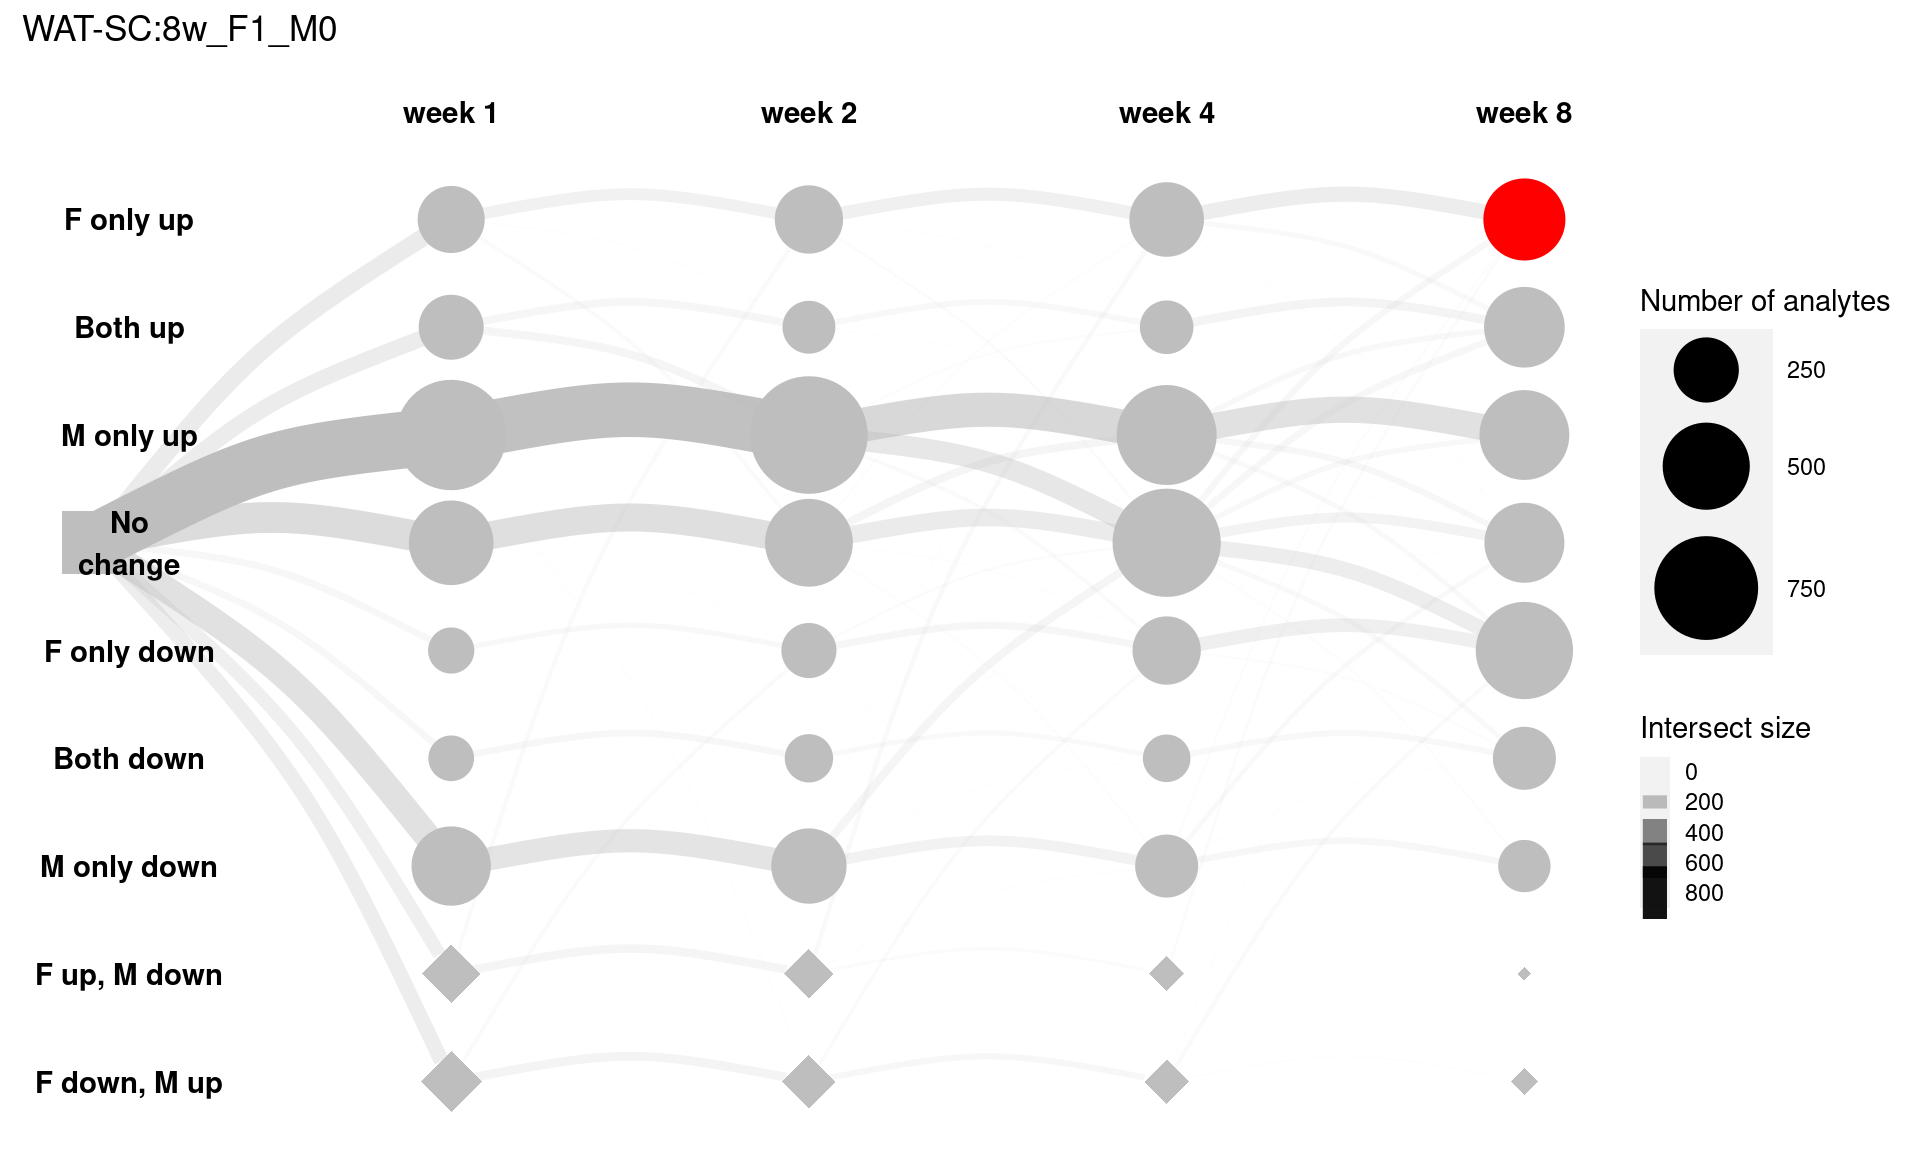 WAT-SC:8w_F1_M0
week 1 week 2 week 4 week 8
F only up
Both up
M only up
No
change
F only down
Both down
M only down
F up, M down
F down, M up
Number of analytes
250
500
750
Intersect size
0
200
400
600
800